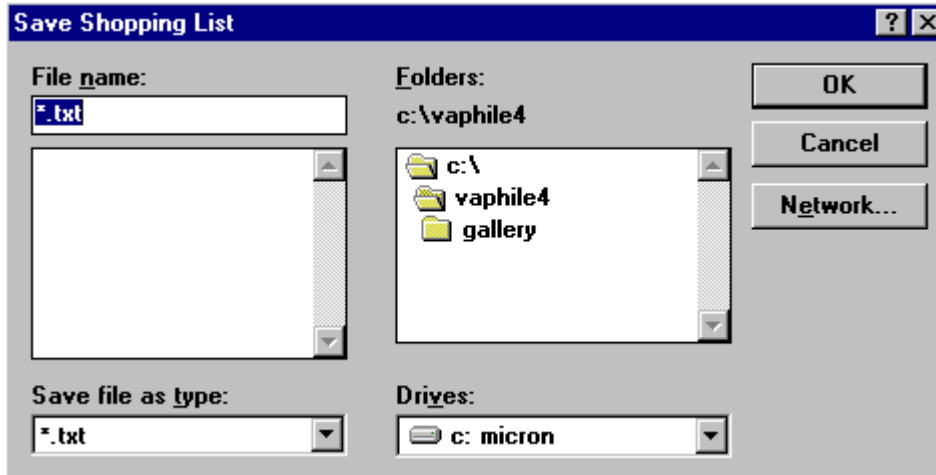 Save Shopping List
File name:
*.txt
Folders:
c:\vaphile4
c:\
vaphile4
gallery
OK
Cancel
Network...
Save file as type:
*.txt
Drives:
c: micron